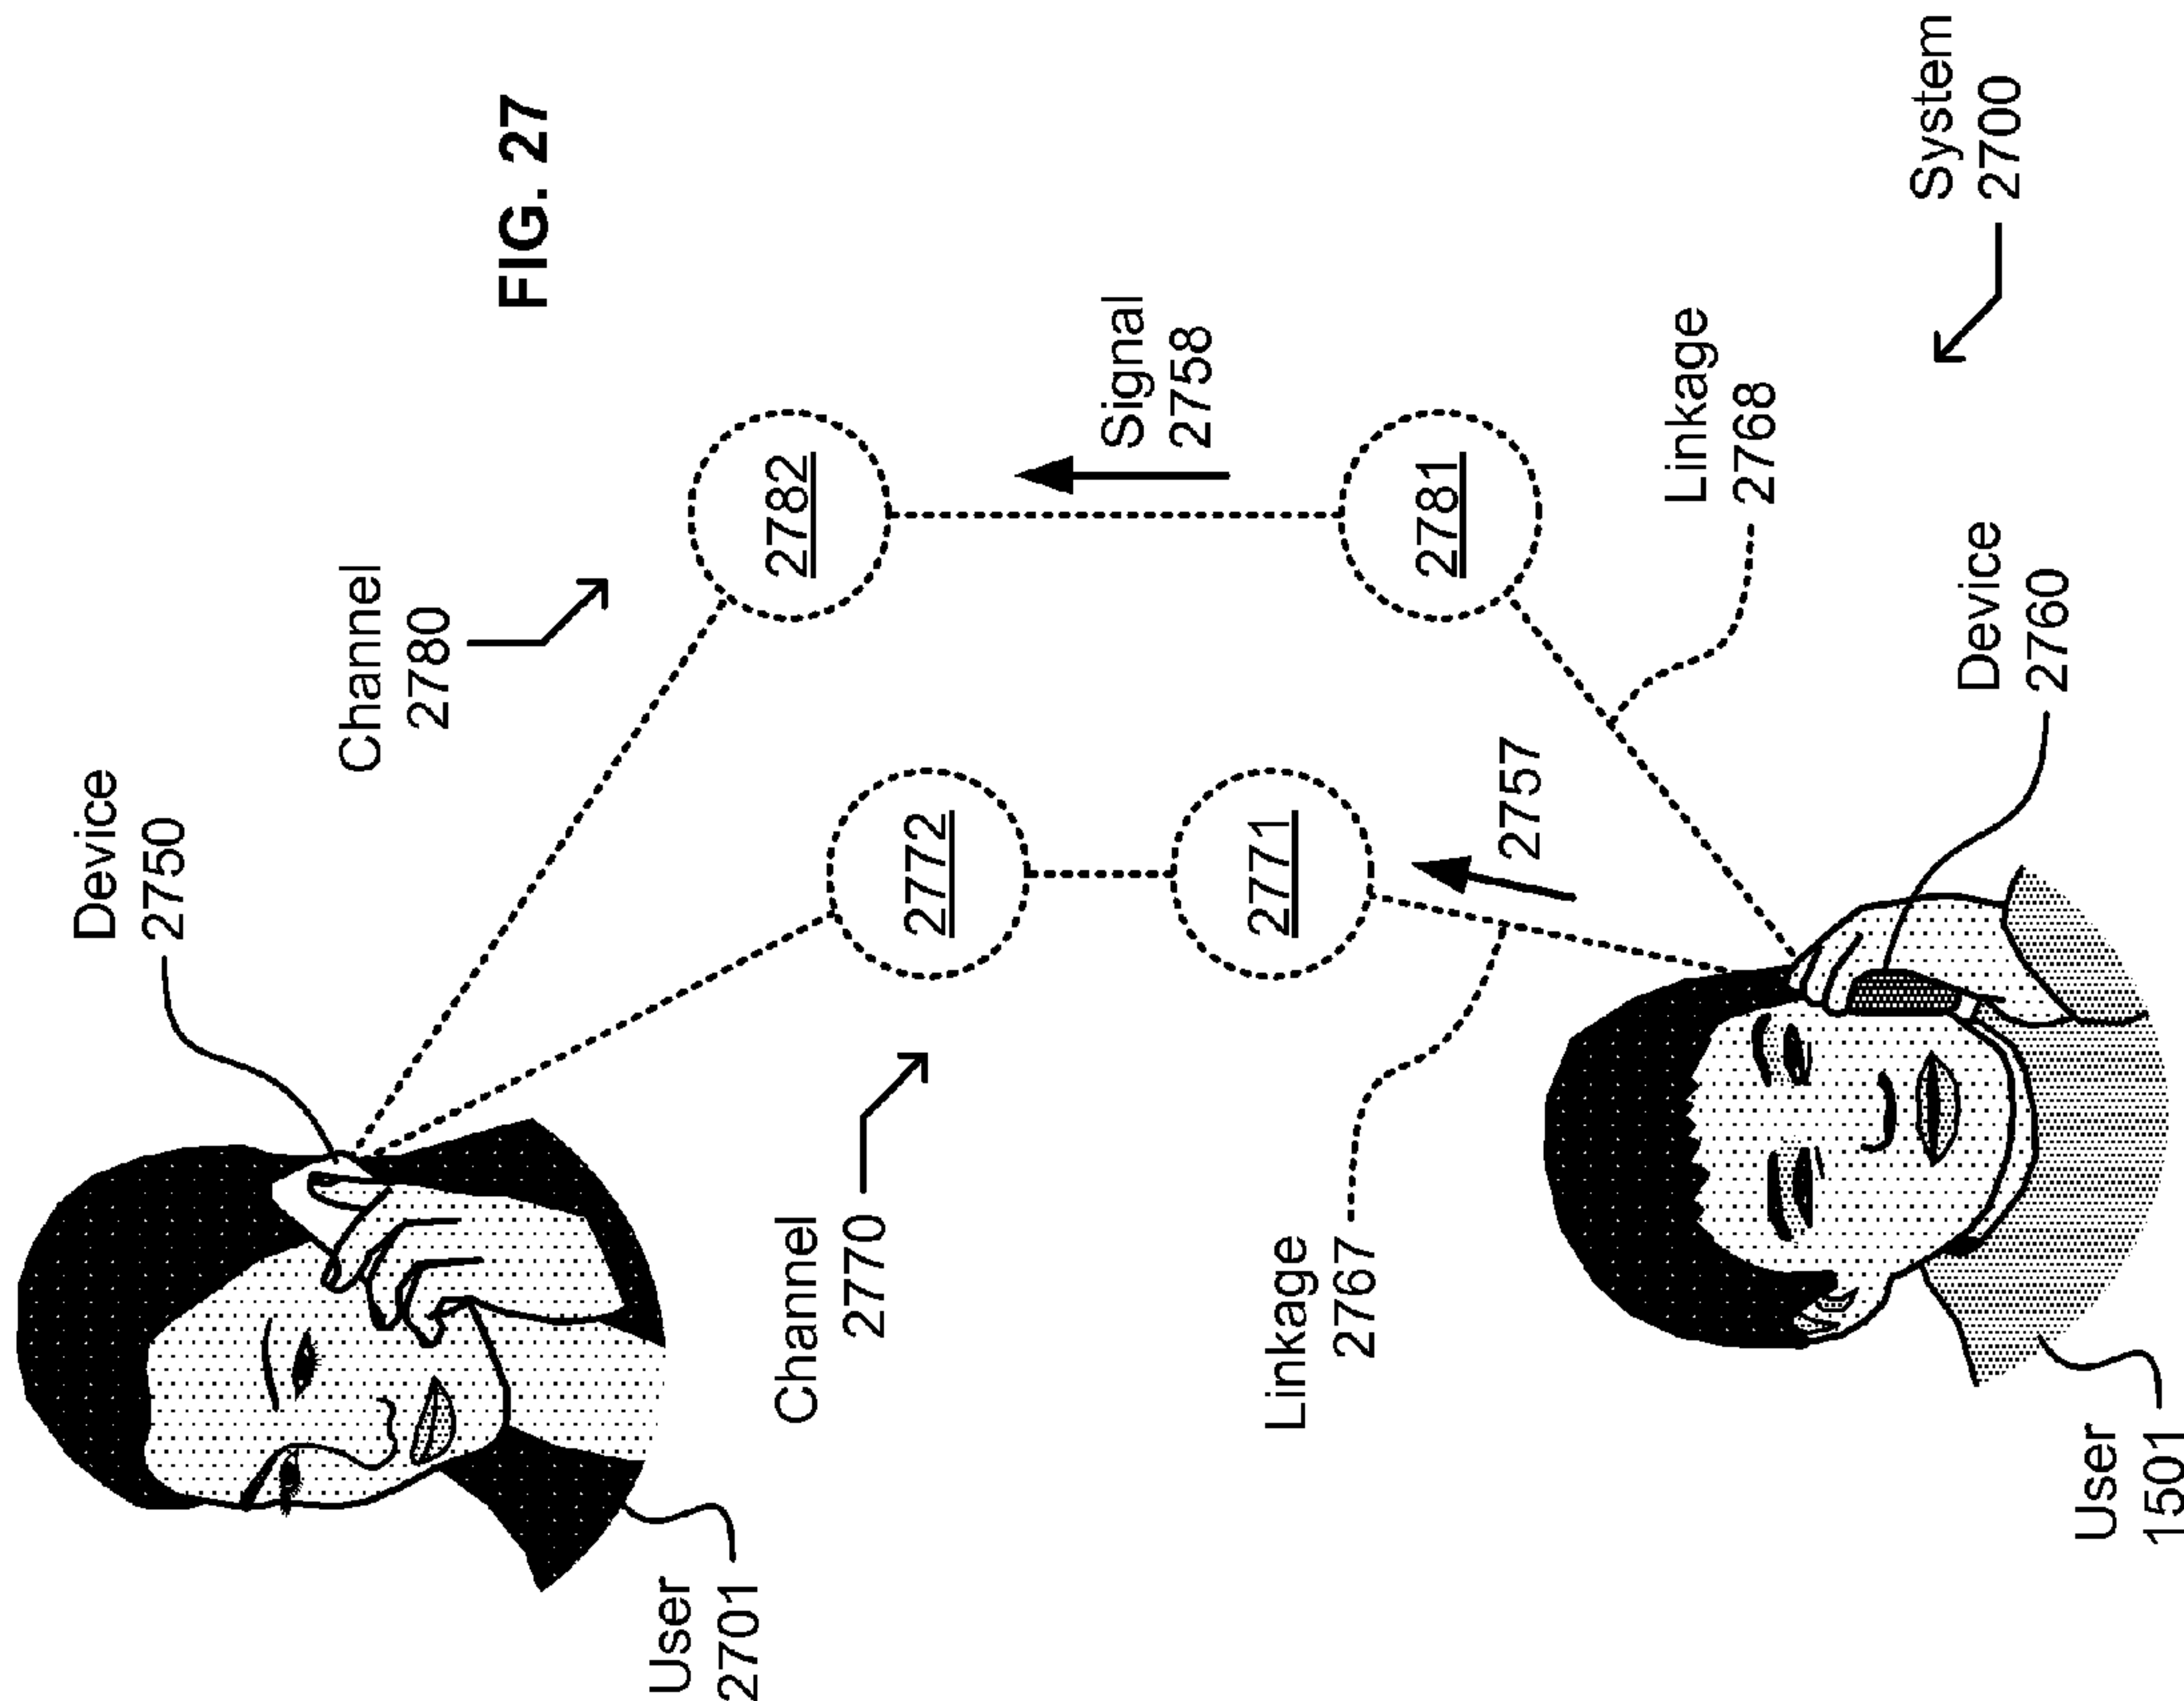 FIG. 27
Device
2750
Channel
2780
2782
Signal
2758
2772
2771
2781
Channel
2770
User
2701
2757
Linkage
2767
Linkage
2768
Device
2760
System
2700
User
1501